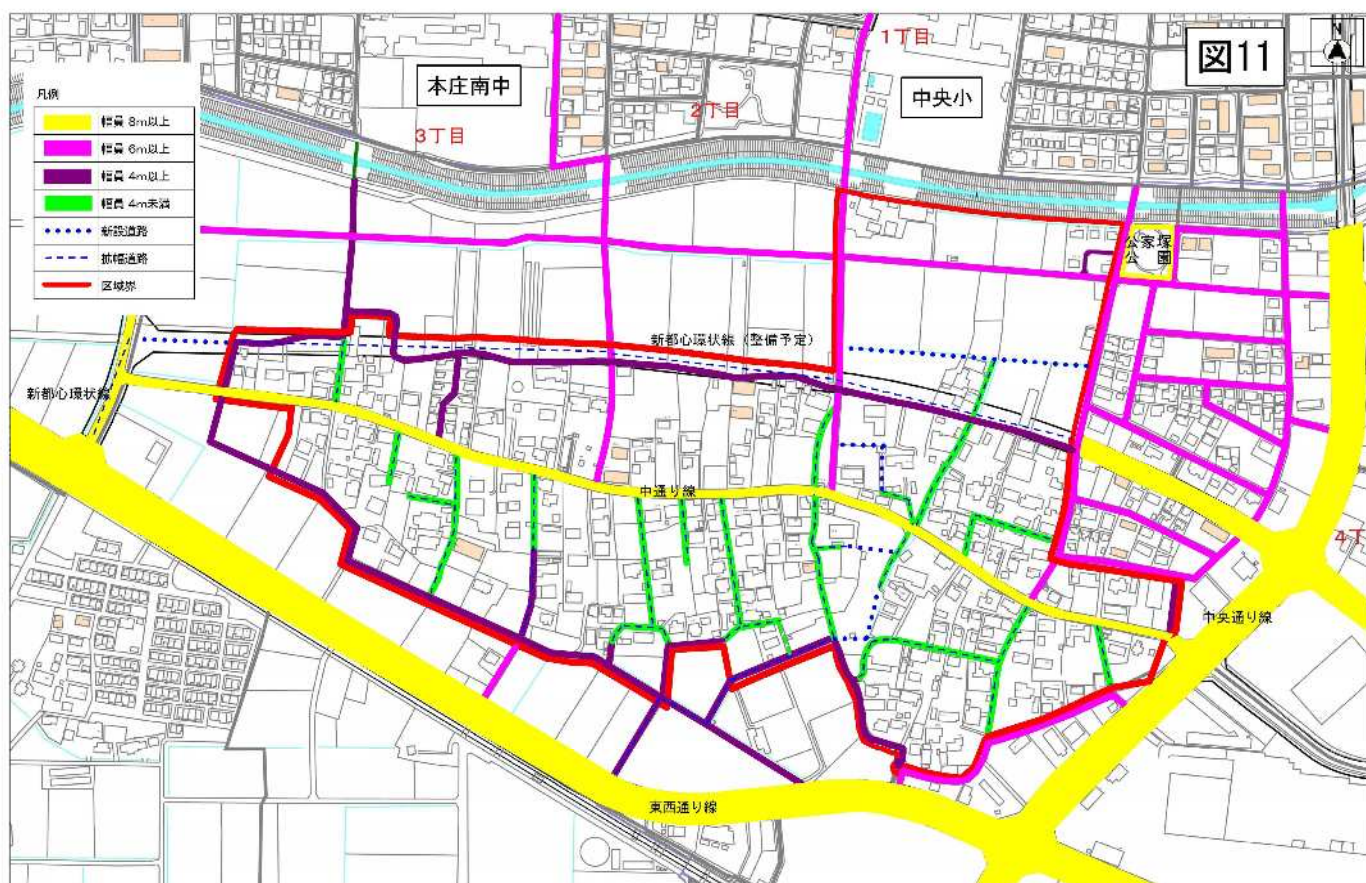 N
図11
1丁目
本庄南中
中央小
2丁目
3丁目
凡例
幅員 8m以上
幅員 6m以上
幅員 4m以上
幅員 4m未満
新設道路
拡幅道路
区域界
公家塚
公園
新都心環状線（整備予定）
新都心環状線
中通り線
4丁
中央通り線
東西通り線